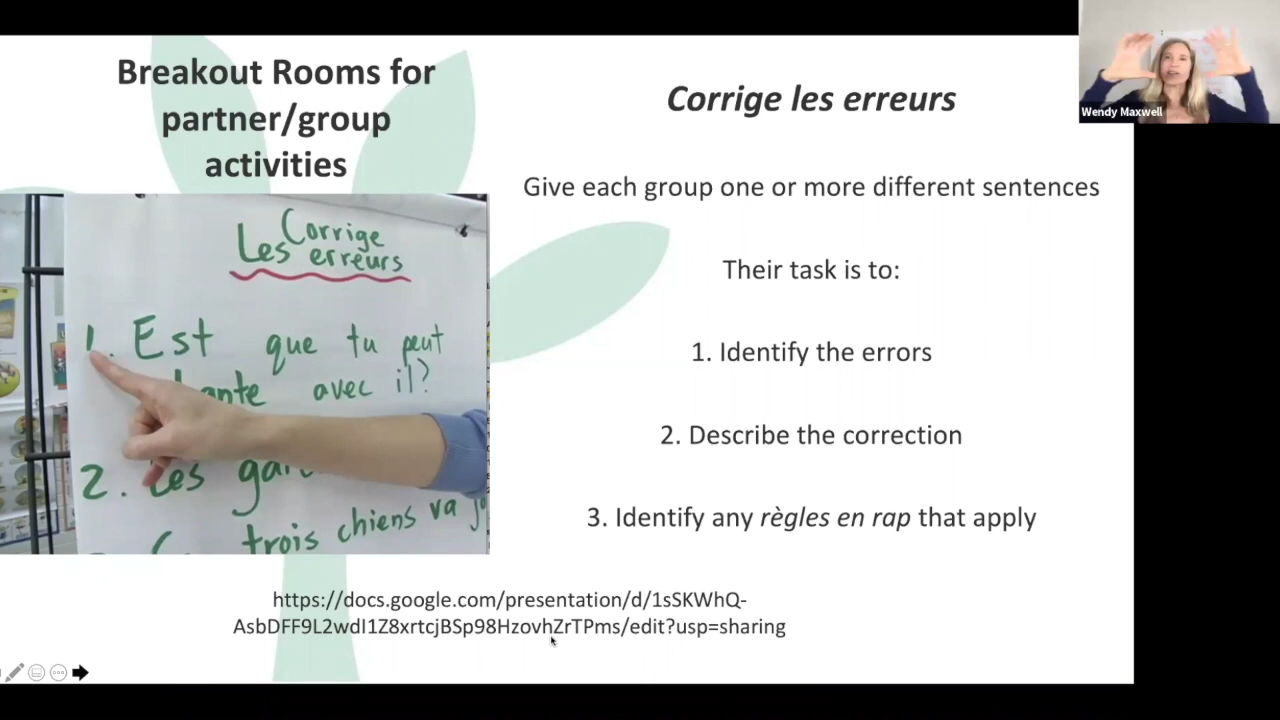 Breakout Rooms for
partner/group
activities
Corrige
Les erreurs
1. Est que tu peut
avec il?
2. Les
trois chiens va
Corrige les erreurs
Give each group one or more different sentences
Their task is to:
1. Identify the errors
2. Describe the correction
3. Identify any règles en rap that apply
https://docs.google.com/presentation/d/1sSKWhQ-
AsbDFF9L2wdI1Z8xrtcjBSp98HzovhZrTPms/edit?usp=sharing
Wendy Maxwell